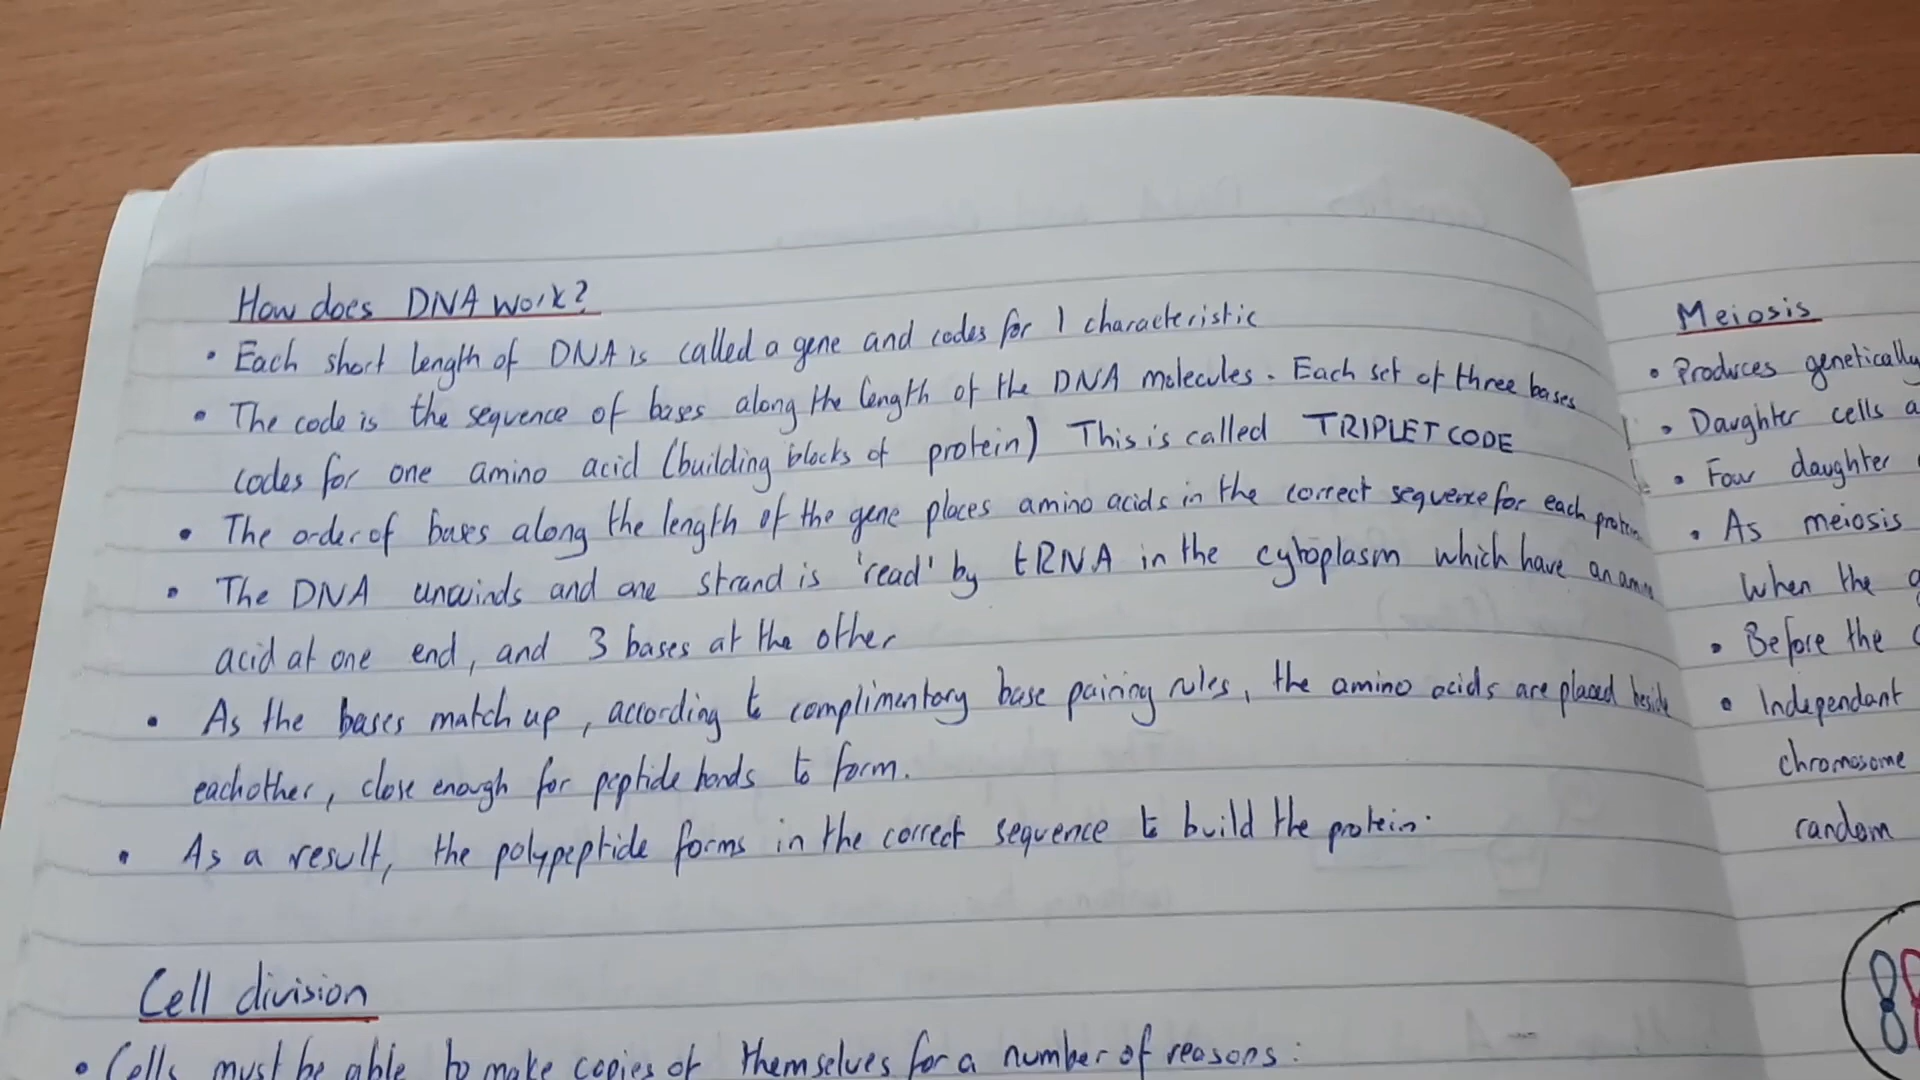 How does DNA work?
• Each short length of DNA is called a gene and codes for 1 characteristic
• The code is the sequence of bases along the length of the DNA molecules. Each set of three bases
codes for one amino acid (building blocks of protein) This is called TRIPLET CODE
• The order of bases along the length of the gene places amino acids in the correct sequence for each protein
• The DNA unwinds and one strand is 'read' by tRNA in the cytoplasm which have an amino
acid at one end, and 3 bases at the other
• As the bases match up, according to complimentary base pairing rules, the amino acids are placed beside
eachother, close enough for peptide bonds to form.
• As a result, the polypeptide forms in the correct sequence to build the protein.
Cell division
• Cells must be able to make copies of themselves for a number of reasons:
Meiosis
• Produces genetically
• Daughter cells a
• Four daughter
• As meiosis
When the
• Before the
• Independant
chromosome
random